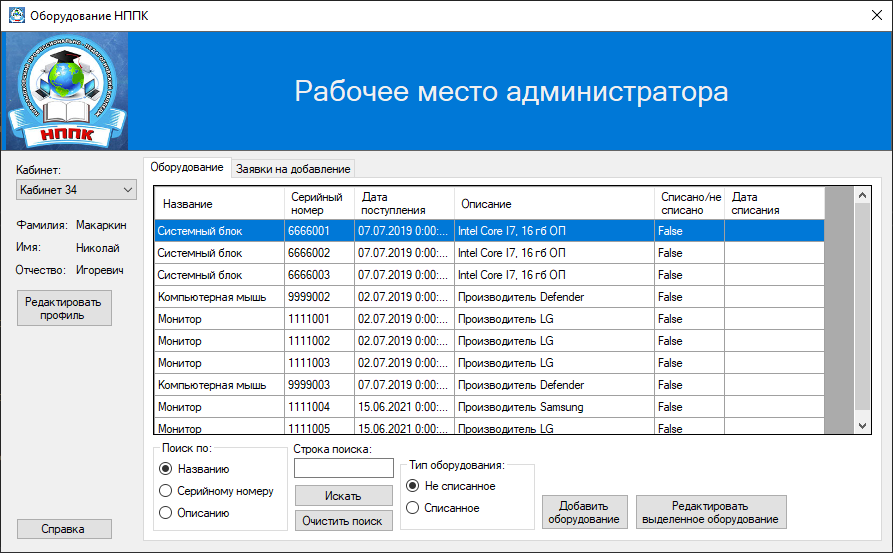 Оборудование НППК
НППК
Рабочее место администратора
Кабинет:
Кабинет 34
Фамилия: Макаркин
Имя: Николай
Отчество: Игоревич
Редактировать
профиль
Справка
Оборудование Заявки на добавление
Название Серийный номер Дата поступления Описание Списано/не списано Дата списания
Системный блок 6666001 07.07.2019 0:00:... Intel Core I7, 16 гб ОП False
Системный блок 6666002 02.07.2019 0:00:... Intel Core I7, 16 гб ОП False
Системный блок 6666003 07.07.2019 0:00:... Intel Core I7, 16 гб ОП False
Компьютерная мышь 9999002 02.07.2019 0:00:... Производитель Defender False
Монитор 1111001 02.07.2019 0:00:... Производитель LG False
Монитор 1111002 02.07.2019 0:00:... Производитель LG False
Монитор 1111003 02.07.2019 0:00:... Производитель LG False
Компьютерная мышь 9999003 07.07.2019 0:00:... Производитель Defender False
Монитор 1111004 15.06.2021 0:00:... Производитель Samsung False
Монитор 1111005 15.06.2021 0:00:... Производитель LG False
Поиск по:
Названию
Серийному номеру
Описанию
Строка поиска:
Искать
Очистить поиск
Тип оборудования:
Не списанное
Списанное
Добавить
оборудование
Редактировать
выделенное оборудование